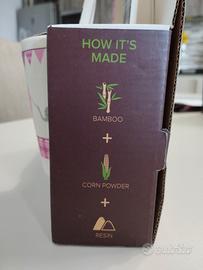 HOW IT'S
MADE
BAMBOO
+
CORN POWDER
+
RESIN